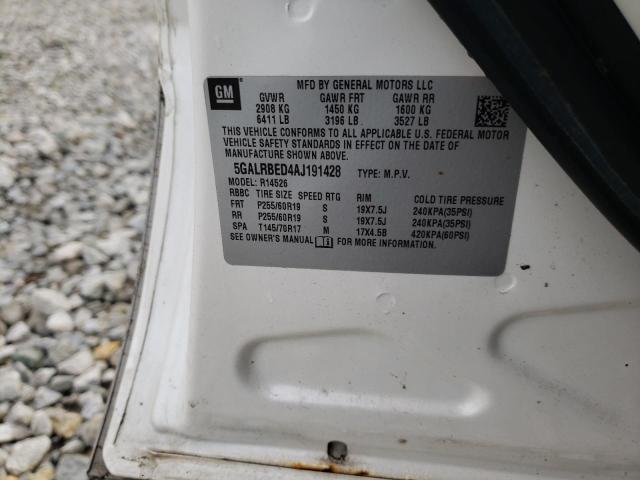 MFD BY GENERAL MOTORS LLC
GM
GVWR GAWR FRT GAWR RR
2908 KG 1450 KG 1600 KG
6411 LB 3196 LB 3527 LB
THIS VEHICLE CONFORMS TO ALL APPLICABLE U.S. FEDERAL MOTOR
VEHICLE SAFETY STANDARDS IN EFFECT ON THE DATE OF
MANUFACTURE SHOWN ABOVE.
5GALRBED4AJ191428 TYPE: M.P.V.
MODEL: R14526
RBBC TIRE SIZE SPEED RTG RIM COLD TIRE PRESSURE
FRT P255/60R19 S 19X7.5J 240KPA(35PSI)
RR P255/60R19 S 19X7.5J 240KPA(35PSI)
SPA T145/70R17 M 17X4.5B 420KPA(60PSI)
SEE OWNER'S MANUAL FOR MORE INFORMATION.